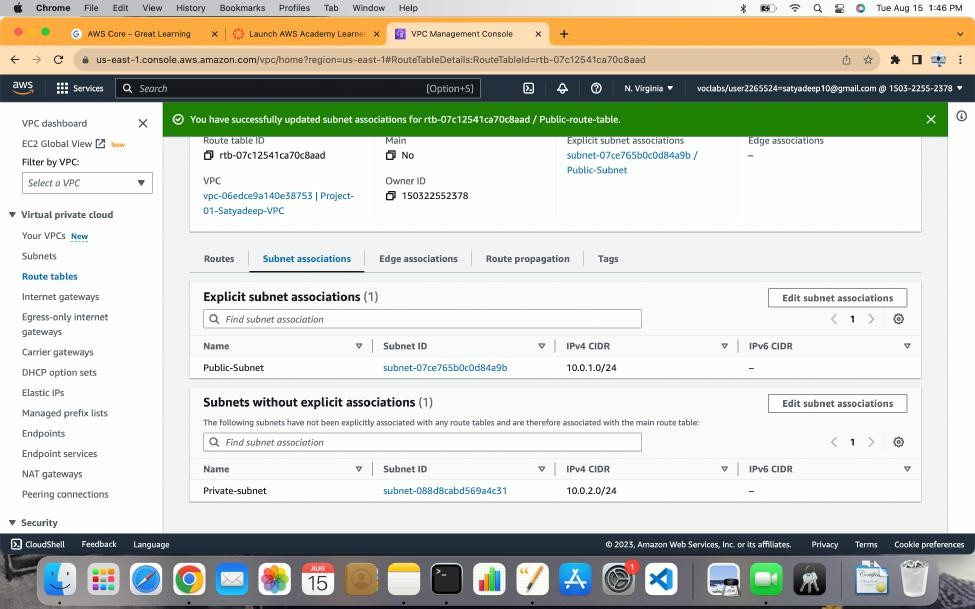 Chrome File Edit View History Bookmarks Profiles Tab Window Help Tue Aug 15 1:46 PM
AWS Core - Great Learning
Launch AWS Academy Learner
VPC Management Console
us-east-1.console.aws.amazon.com/vpc/home?region=us-east-1#RouteTableDetails:RouteTableId=rtb-07c12541ca70c8aad
aws Services Search [Option+S] N. Virginia voclabs/user2265524=satyadeep10@gmail.com @ 1503-2255-2378
VPC dashboard
EC2 Global View New
Filter by VPC:
Select a VPC
Virtual private cloud
Your VPCs New
Subnets
Route tables
Internet gateways
Egress-only internet
gateways
Carrier gateways
DHCP option sets
Elastic IPs
Managed prefix lists
Endpoints
Endpoint services
NAT gateways
Peering connections
Security
You have successfully updated subnet associations for rtb-07c12541ca70c8aad / Public-route-table.
Route table ID
rtb-07c12541ca70c8aad
Main
No
Explicit subnet associations
subnet-07ce765b0c0d84a9b /
Public-Subnet
Edge associations
–
VPC
vpc-06edce9a140e38753 | Project-
01-Satyadeep-VPC
Owner ID
150322552378
Routes Subnet associations Edge associations Route propagation Tags
Explicit subnet associations (1)
Edit subnet associations
Find subnet association
1
Name Subnet ID IPv4 CIDR IPv6 CIDR
Public-Subnet subnet-07ce765b0c0d84a9b 10.0.1.0/24 –
Subnets without explicit associations (1)
Edit subnet associations
The following subnets have not been explicitly associated with any route tables and are therefore associated with the main route table:
Find subnet association
1
Name Subnet ID IPv4 CIDR IPv6 CIDR
Private-subnet subnet-088d8cabd569a4c31 10.0.2.0/24 –
CloudShell Feedback Language © 2023, Amazon Web Services, Inc. or its affiliates. Privacy Terms Cookie preferences
AUG
15
1